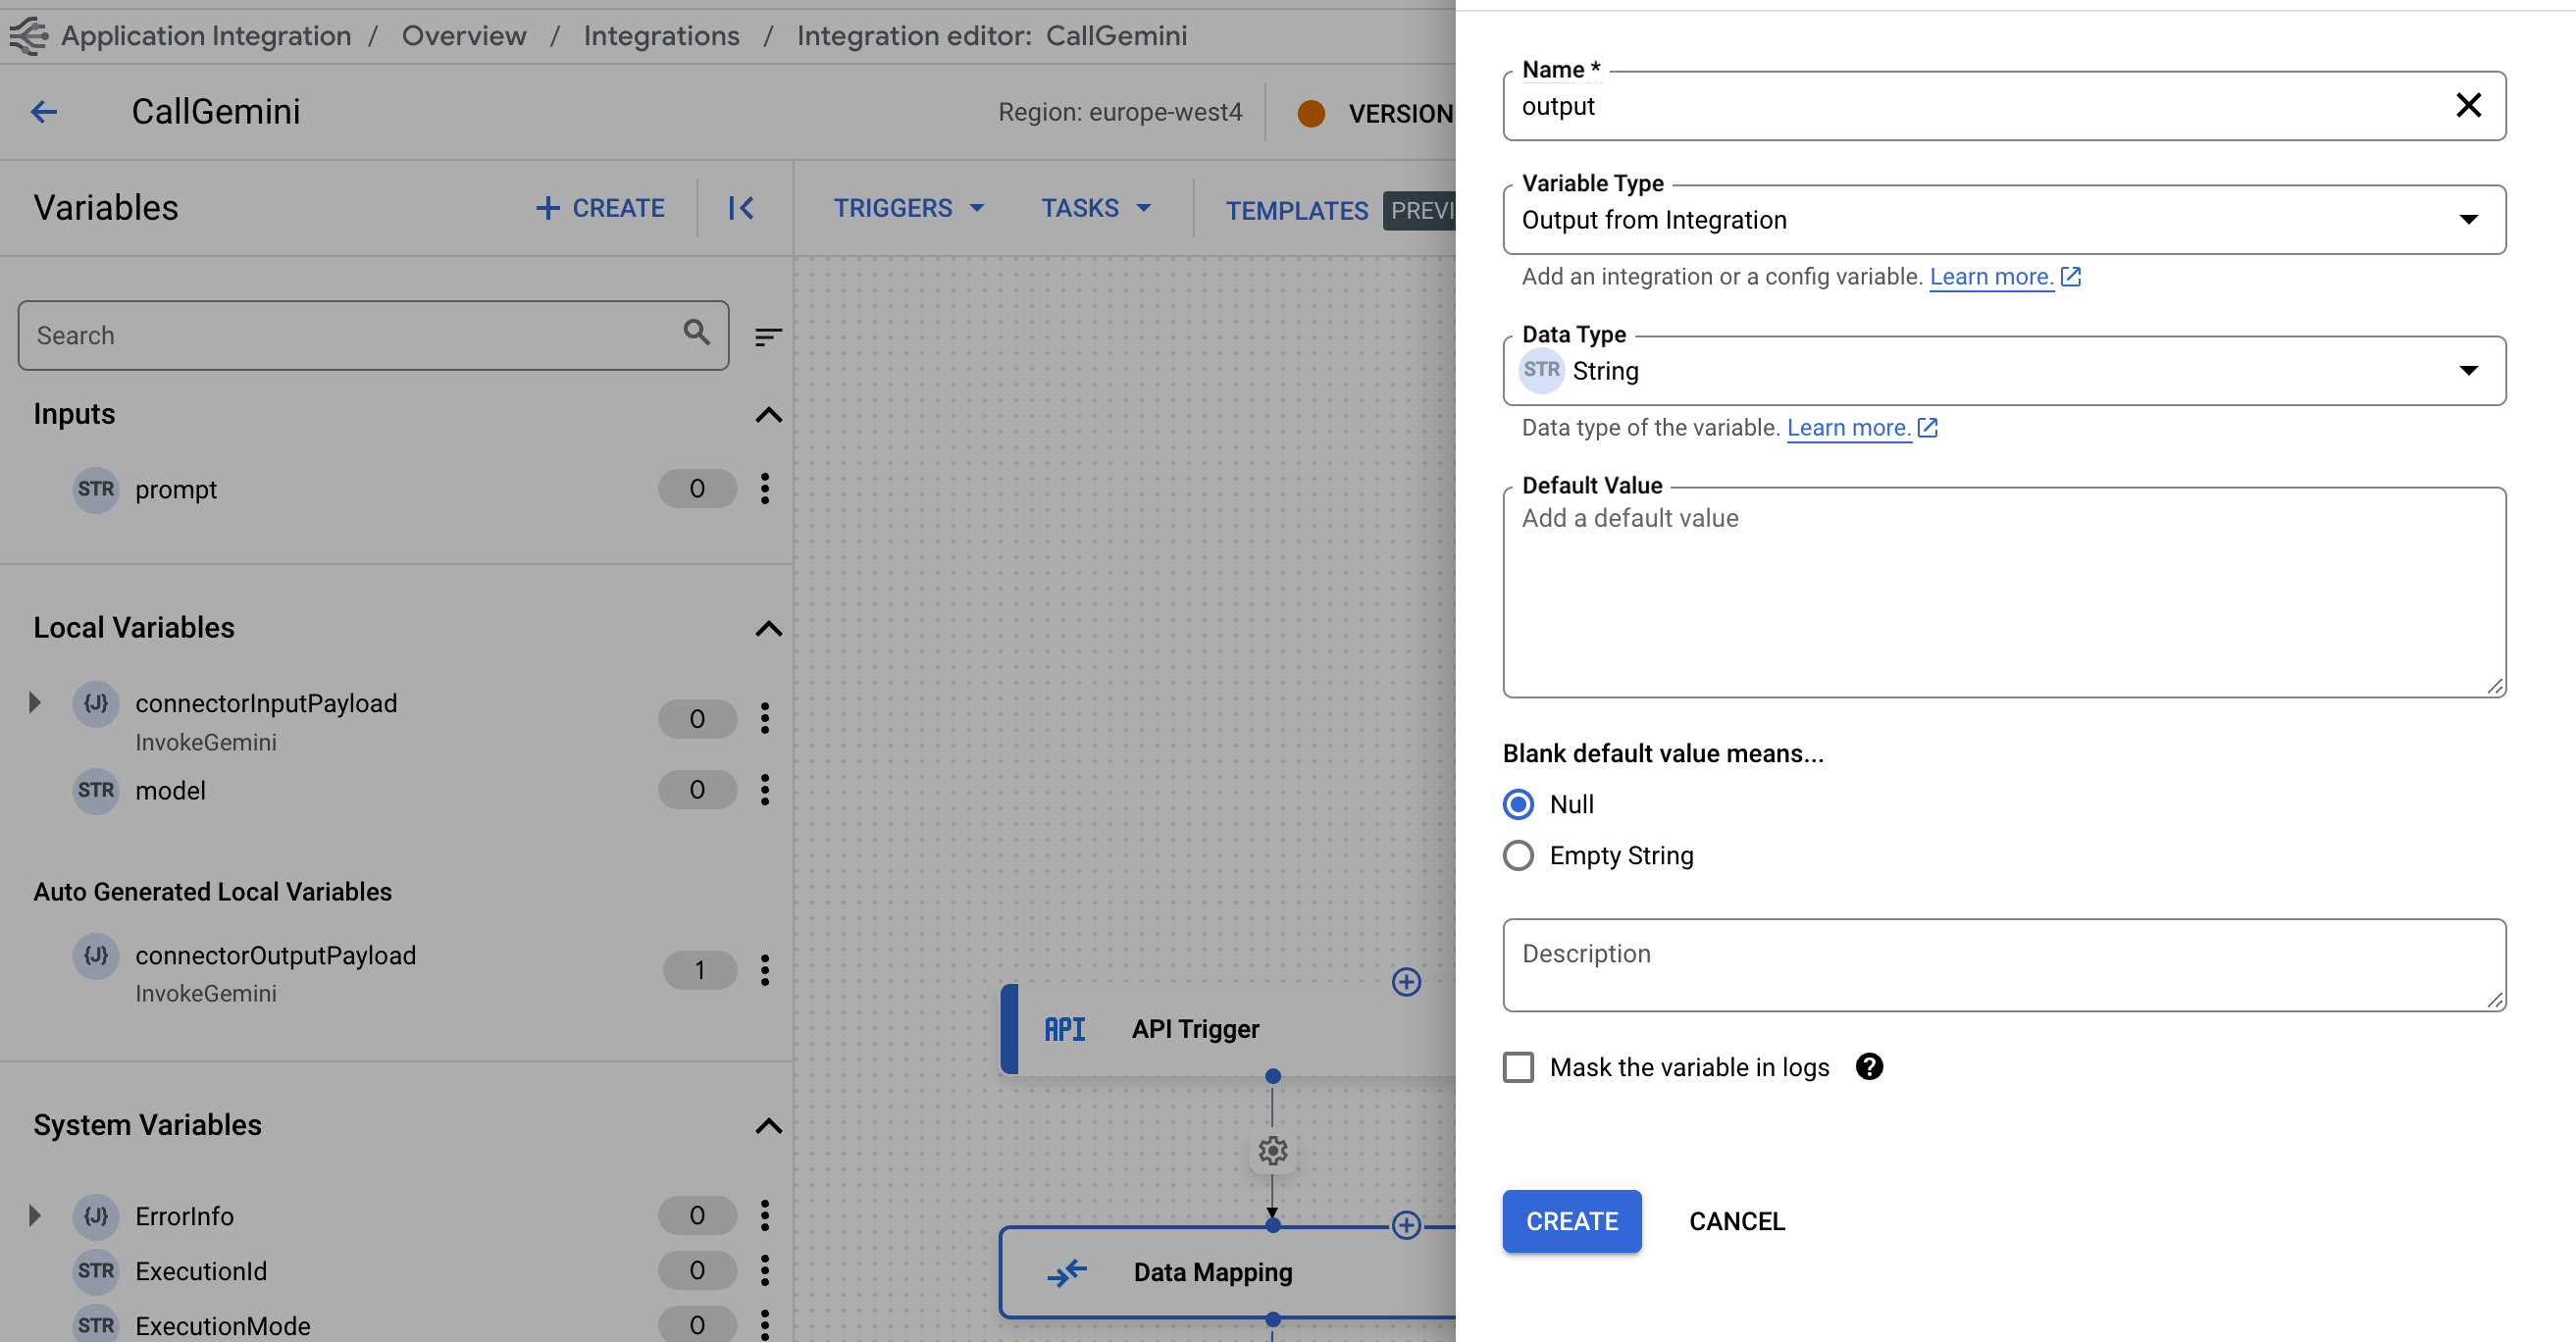 Application Integration / Overview / Integrations / Integration editor: CallGemini
CallGemini
Region: europe-west4
VERSION
Variables
CREATE
TRIGGERS
TASKS
TEMPLATES
PREVI
Search
Inputs
STR prompt 0
Local Variables
{J} connectorInputPayload 0
InvokeGemini
STR model 0
Auto Generated Local Variables
{J} connectorOutputPayload 1
InvokeGemini
System Variables
{J} ErrorInfo 0
STR ExecutionId 0
STR ExecutionMode 0
API API Trigger
Data Mapping
Name *
output
Variable Type
Output from Integration
Add an integration or a config variable. Learn more.
Data Type
STR String
Data type of the variable. Learn more.
Default Value
Add a default value
Blank default value means...
Null
Empty String
Description
Mask the variable in logs ?
CREATE CANCEL